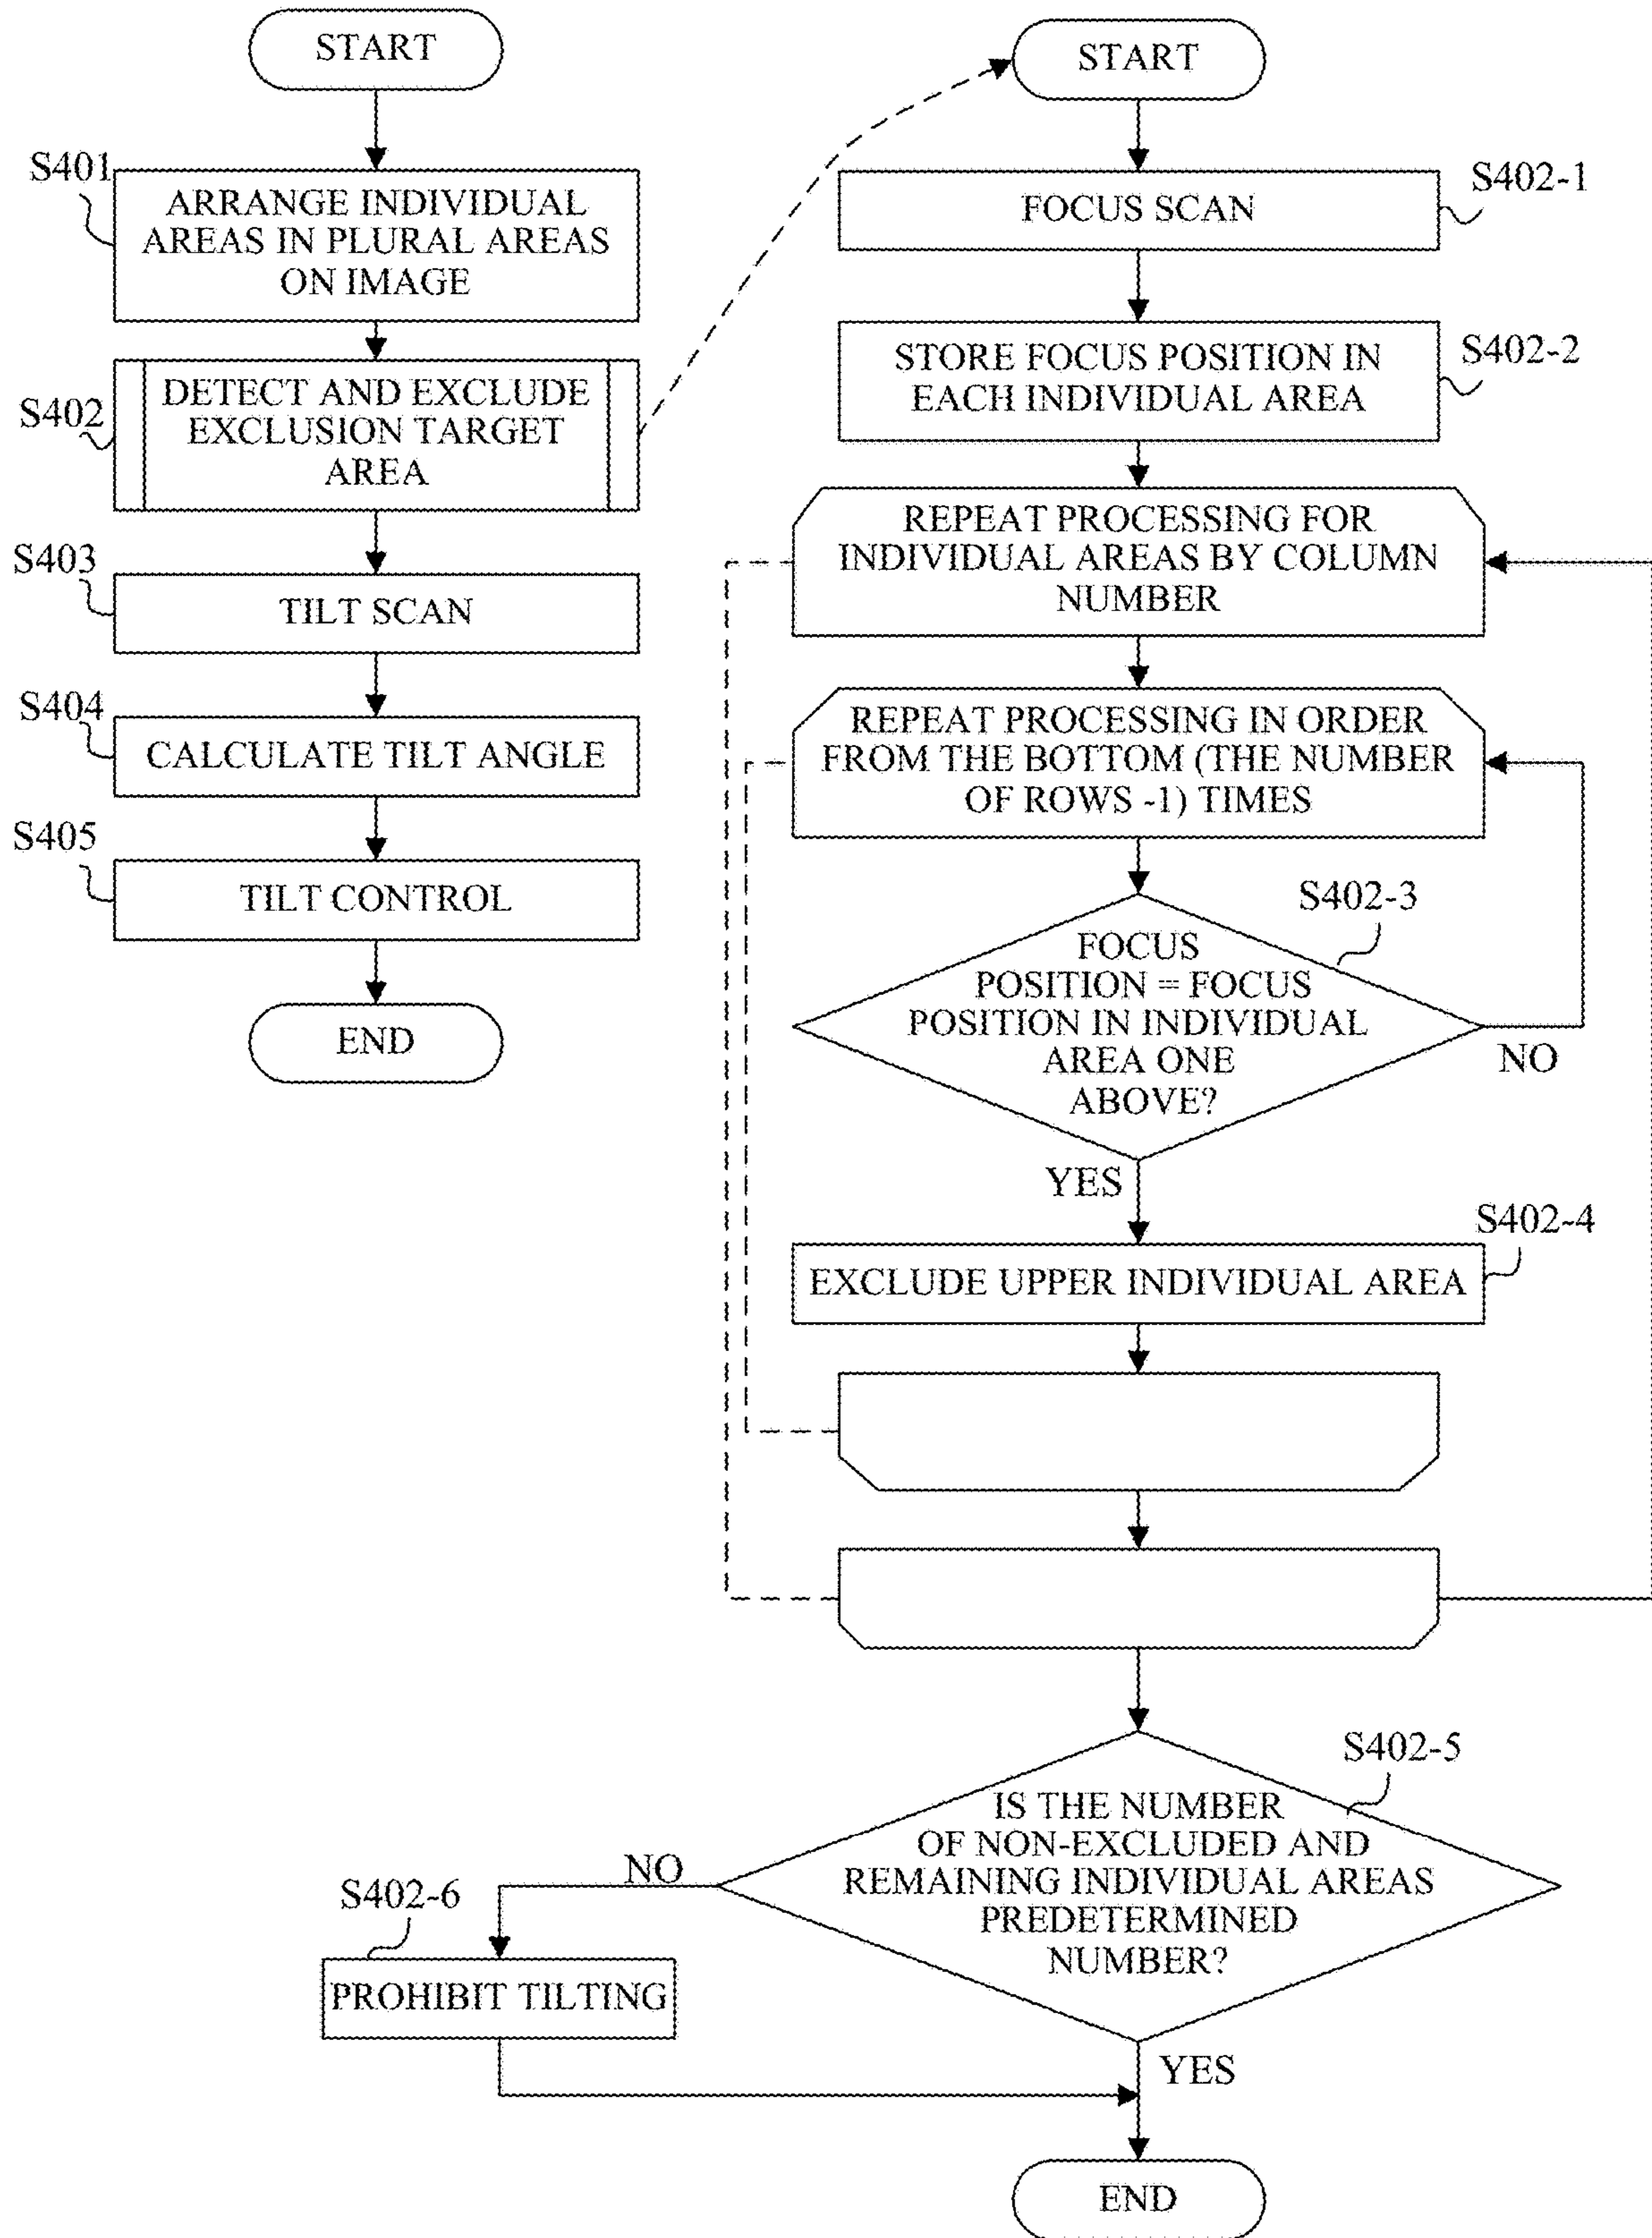 START
S401
ARRANGE INDIVIDUAL
AREAS IN PLURAL AREAS
ON IMAGE
S402
DETECT AND EXCLUDE
EXCLUSION TARGET
AREA
S403
TILT SCAN
S404
CALCULATE TILT ANGLE
S405
TILT CONTROL
END
START
S402-1
FOCUS SCAN
S402-2
STORE FOCUS POSITION IN
EACH INDIVIDUAL AREA
REPEAT PROCESSING FOR
INDIVIDUAL AREAS BY COLUMN
NUMBER
REPEAT PROCESSING IN ORDER
FROM THE BOTTOM (THE NUMBER
OF ROWS -1) TIMES
S402-3
FOCUS
POSITION = FOCUS
POSITION IN INDIVIDUAL
AREA ONE
ABOVE?
NO
YES
S402-4
EXCLUDE UPPER INDIVIDUAL AREA
S402-5
IS THE NUMBER
OF NON-EXCLUDED AND
REMAINING INDIVIDUAL AREAS
PREDETERMINED
NUMBER?
NO
S402-6
PROHIBIT TILTING
YES
END